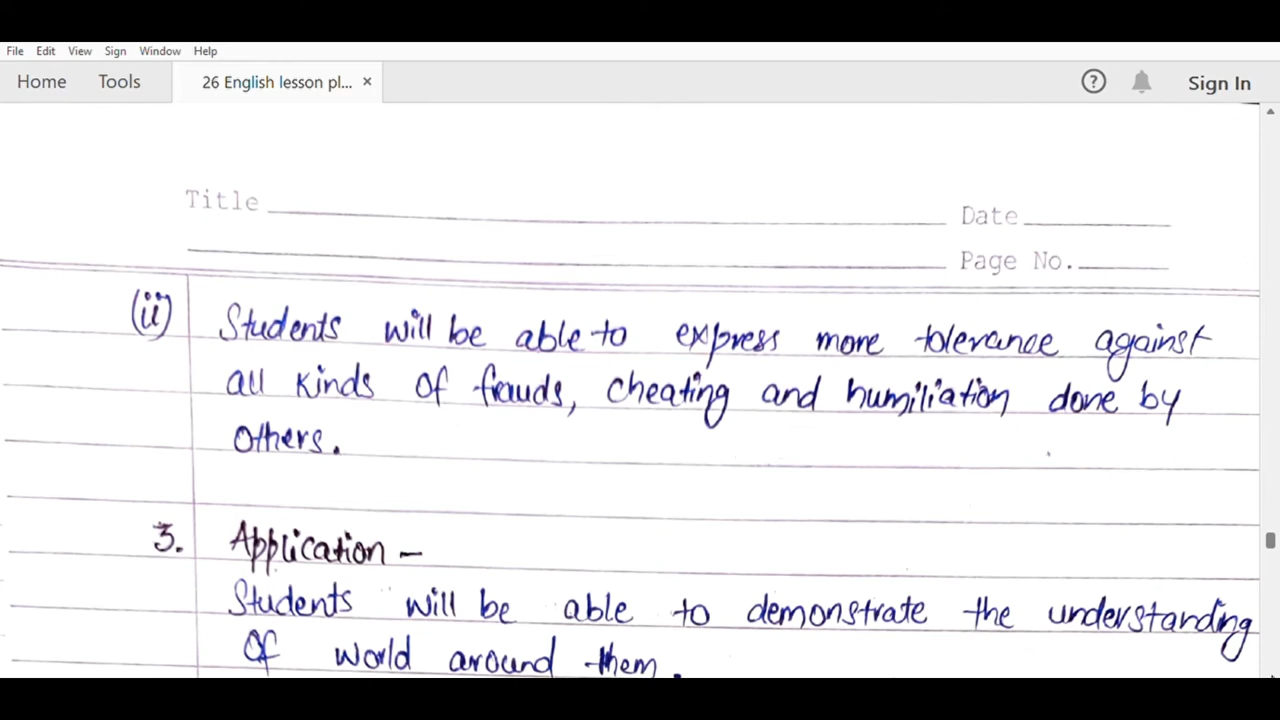 File Edit View Sign Window Help
Home Tools 26 English lesson pl... × ? Sign In
Title Date
Page No.
(ii) Students will be able to express more tolerance against
all kinds of frauds, cheating and humiliation done by
others.
3. Application –
Students will be able to demonstrate the understanding
Of world around them.